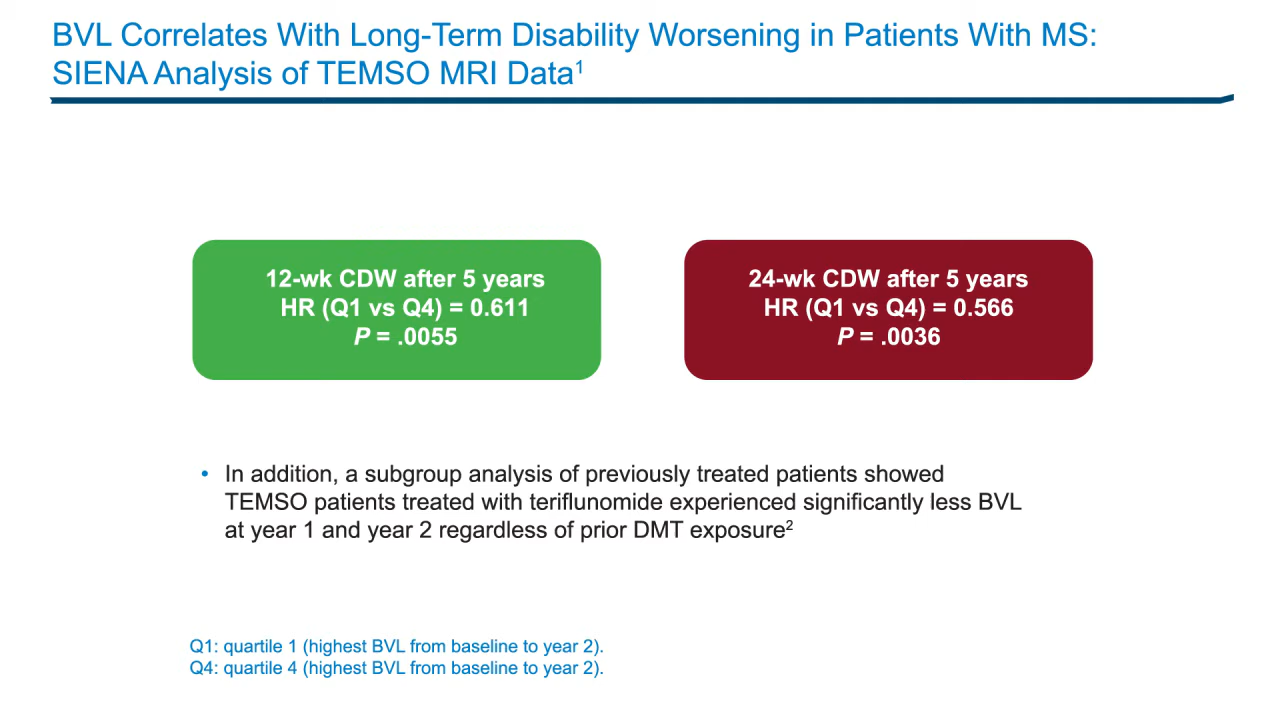 BVL Correlates With Long-Term Disability Worsening in Patients With MS:
SIENA Analysis of TEMSO MRI Data¹
12-wk CDW after 5 years
HR (Q1 vs Q4) = 0.611
P = .0055
24-wk CDW after 5 years
HR (Q1 vs Q4) = 0.566
P = .0036
• In addition, a subgroup analysis of previously treated patients showed
TEMSO patients treated with teriflunomide experienced significantly less BVL
at year 1 and year 2 regardless of prior DMT exposure²
Q1: quartile 1 (highest BVL from baseline to year 2).
Q4: quartile 4 (highest BVL from baseline to year 2).